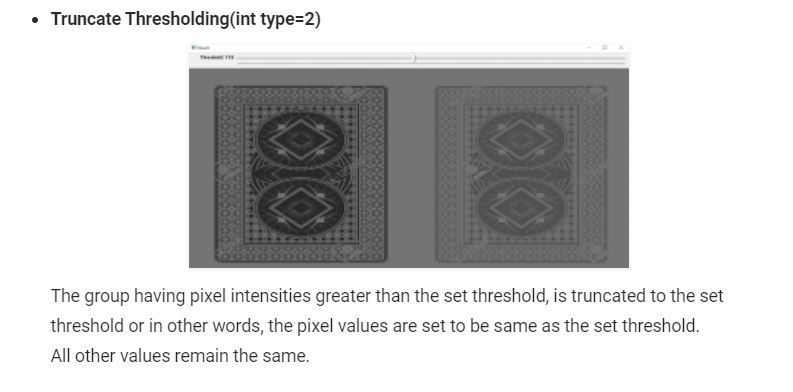 Truncate Thresholding(int type=2)
Threshold: 118
The group having pixel intensities greater than the set threshold, is truncated to the set
threshold or in other words, the pixel values are set to be same as the set threshold.
All other values remain the same.